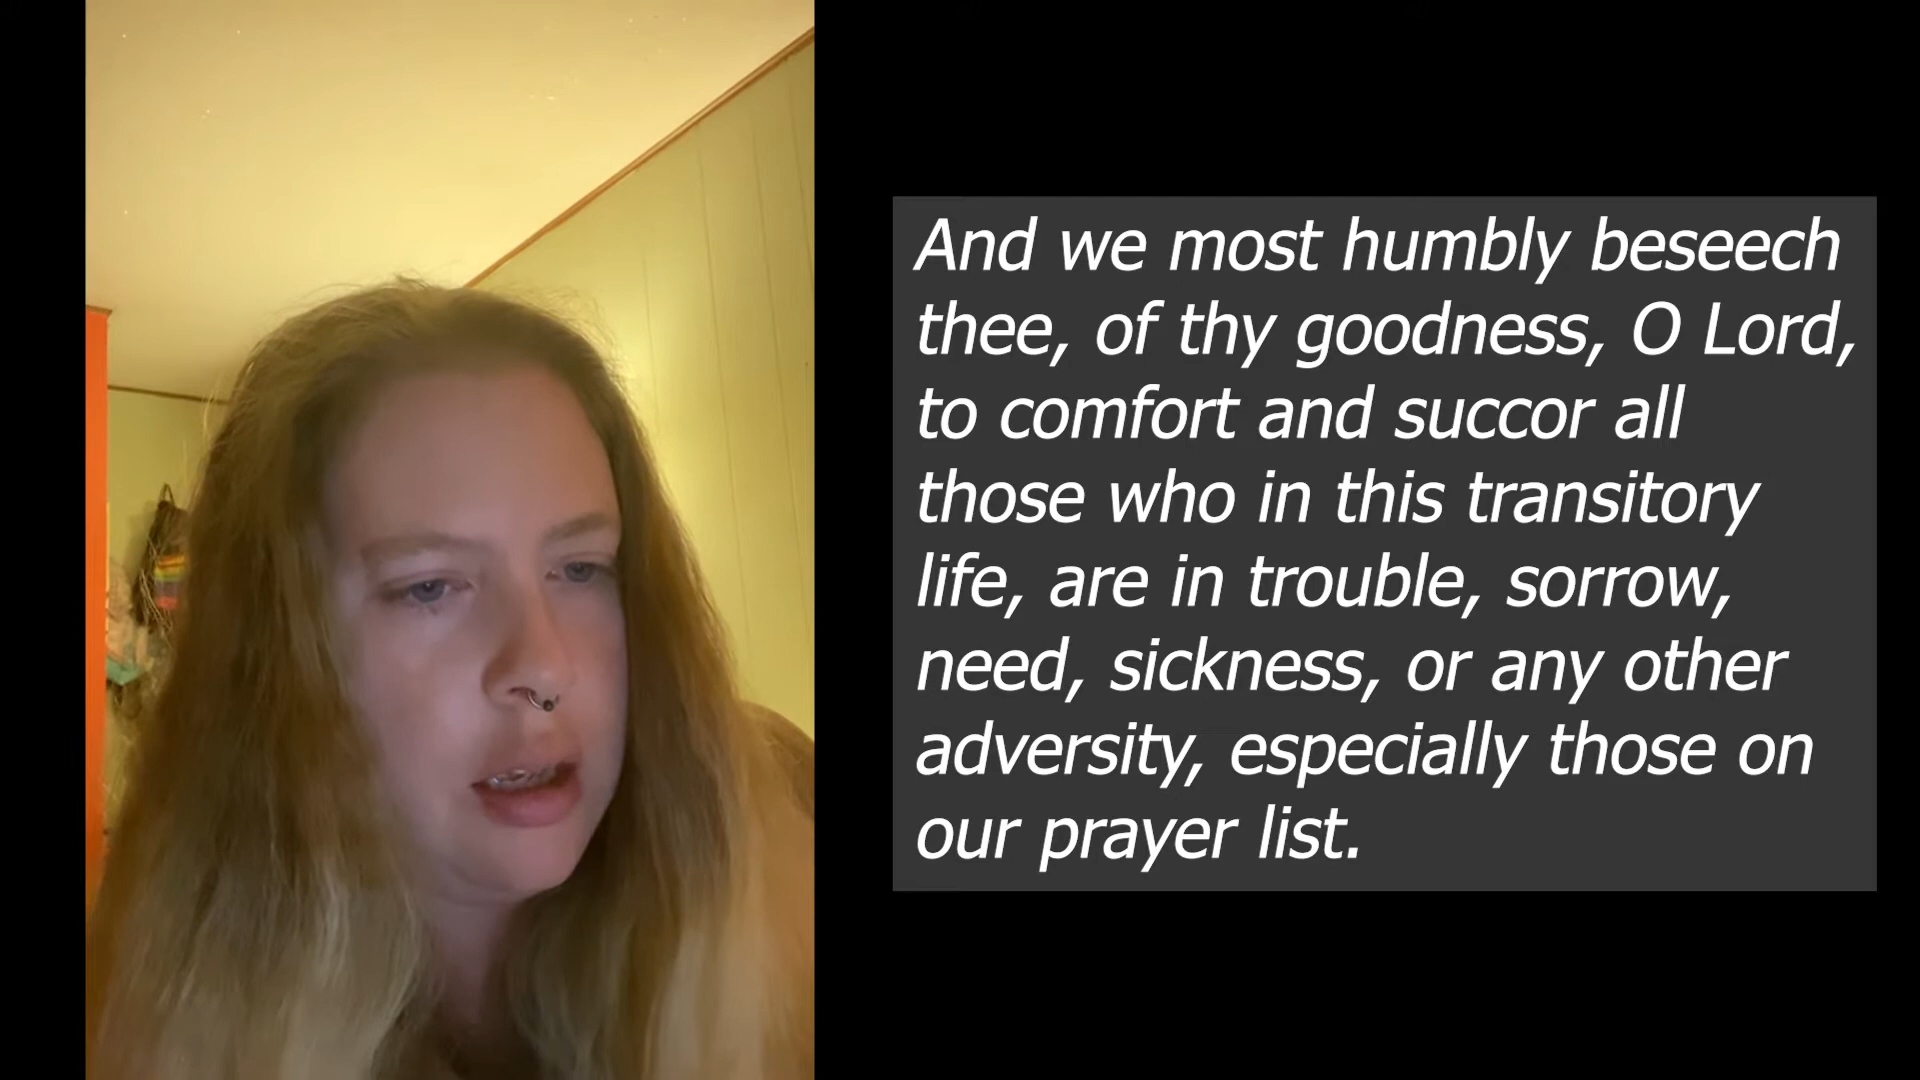 And we most humbly beseech
thee, of thy goodness, O Lord,
to comfort and succor all
those who in this transitory
life, are in trouble, sorrow,
need, sickness, or any other
adversity, especially those on
our prayer list.